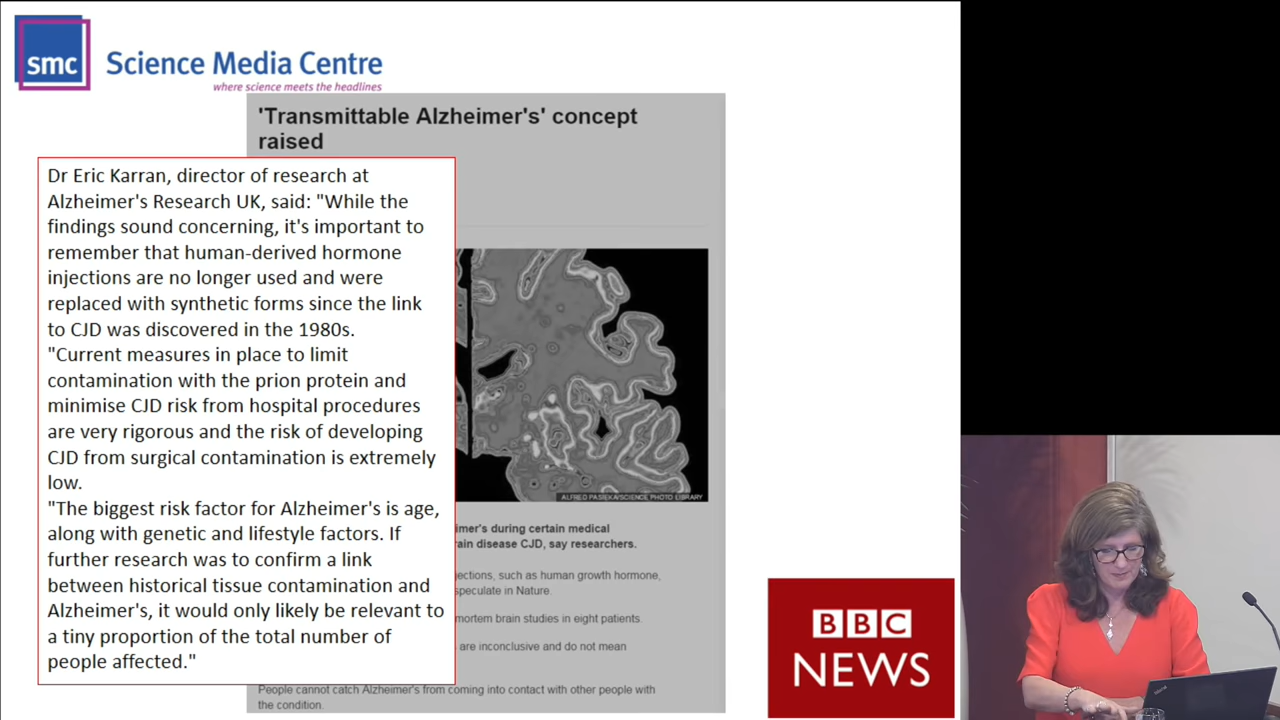 smc
Science Media Centre
where science meets the headlines
'Transmittable Alzheimer's' concept
raised
Dr Eric Karran, director of research at
Alzheimer's Research UK, said: "While the
findings sound concerning, it's important to
remember that human-derived hormone
injections are no longer used and were
replaced with synthetic forms since the link
to CJD was discovered in the 1980s.
"Current measures in place to limit
contamination with the prion protein and
minimise CJD risk from hospital procedures
are very rigorous and the risk of developing
CJD from surgical contamination is extremely
low.
"The biggest risk factor for Alzheimer's is age,
along with genetic and lifestyle factors. If
further research was to confirm a link
between historical tissue contamination and
Alzheimer's, it would only likely be relevant to
a tiny proportion of the total number of
people affected."
ALFRED PASIEKA/SCIENCE PHOTO LIBRARY
during certain medical
disease CJD, say researchers.
such as human growth hormone,
speculate in Nature.
brain studies in eight patients.
are inconclusive and do not mean
People cannot catch Alzheimer's from coming into contact with other people with
the condition.
BBC
NEWS